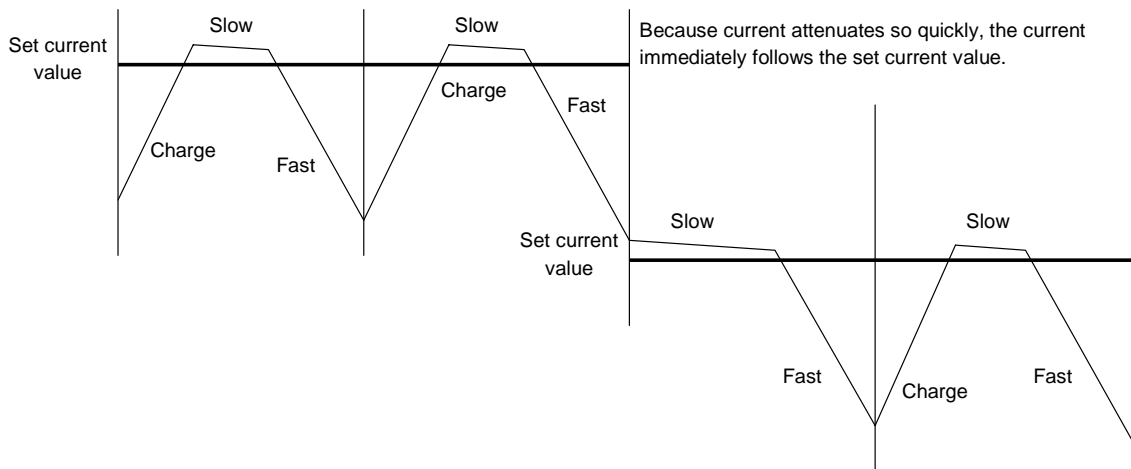 Slow
Slow
Because current attenuates so quickly, the current
immediately follows the set current value.
Set current
value
Charge
Fast
Charge
Fast
Slow
Slow
Set current
value
Fast
Charge
Fast